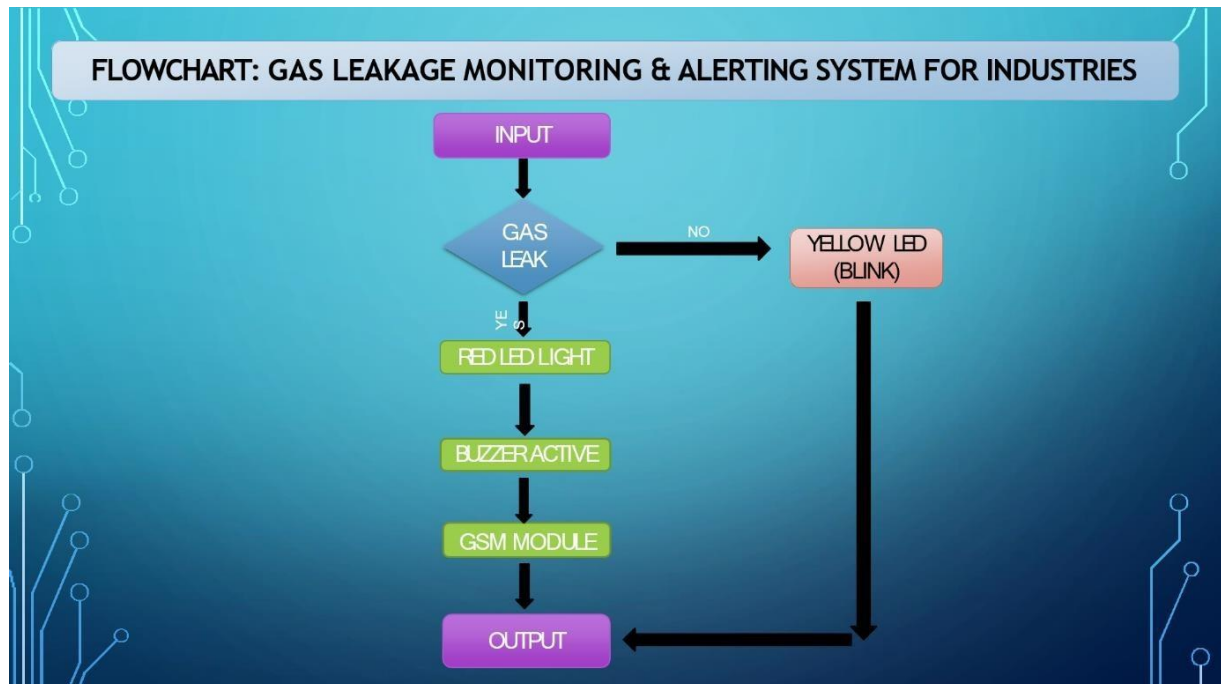 FLOWCHART: GAS LEAKAGE MONITORING & ALERTING SYSTEM FOR INDUSTRIES
INPUT
GAS
LEAK
NO
YELLOW LED
(BLINK)
YE
S
RED LED LIGHT
BUZZER ACTIVE
GSM MODULE
OUTPUT